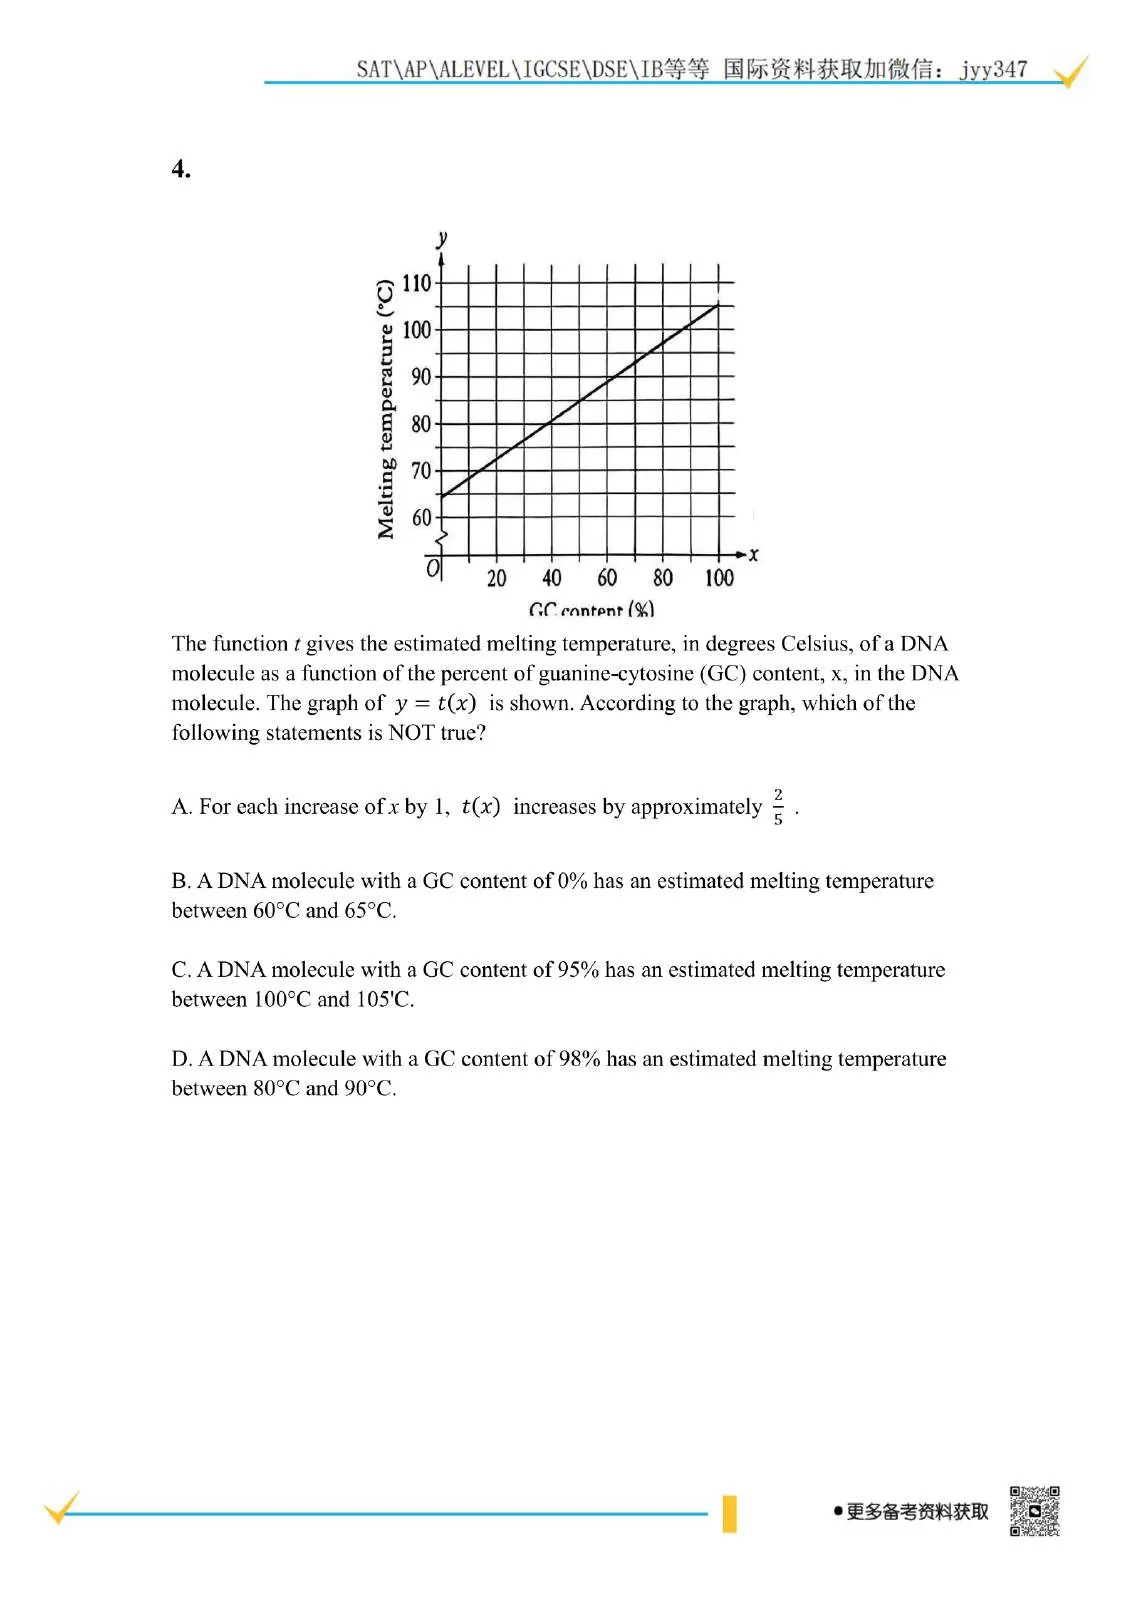 SAT\AP\ALEVEL\IGCSE\DSE\IB等等 国际资料获取加微信：jyy347
4.
y
Melting temperature (°C)
110
100
90
80
70
60
O
20 40 60 80 100
x
GC content (%)
The function t gives the estimated melting temperature, in degrees Celsius, of a DNA
molecule as a function of the percent of guanine-cytosine (GC) content, x, in the DNA
molecule. The graph of y = t(x) is shown. According to the graph, which of the
following statements is NOT true?
A. For each increase of x by 1, t(x) increases by approximately 2/5 .
B. A DNA molecule with a GC content of 0% has an estimated melting temperature
between 60°C and 65°C.
C. A DNA molecule with a GC content of 95% has an estimated melting temperature
between 100°C and 105'C.
D. A DNA molecule with a GC content of 98% has an estimated melting temperature
between 80°C and 90°C.
•更多备考资料获取